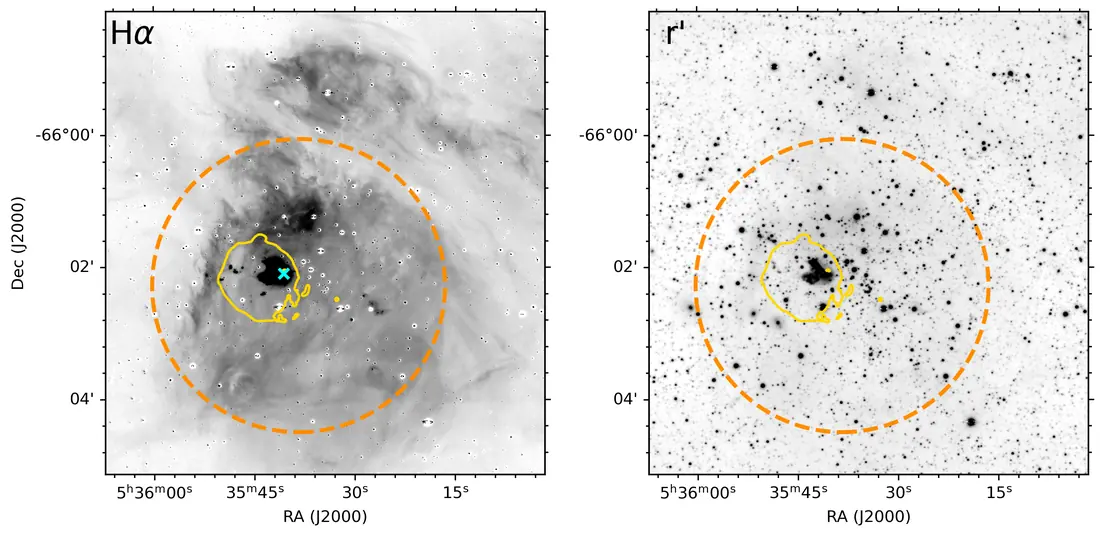 Hα
r'
Dec (J2000)
-66°00'
02'
04'
-66°00'
02'
04'
5ʰ36ᵐ00ˢ 35ᵐ45ˢ 30ˢ 15ˢ
RA (J2000)
5ʰ36ᵐ00ˢ 35ᵐ45ˢ 30ˢ 15ˢ
RA (J2000)